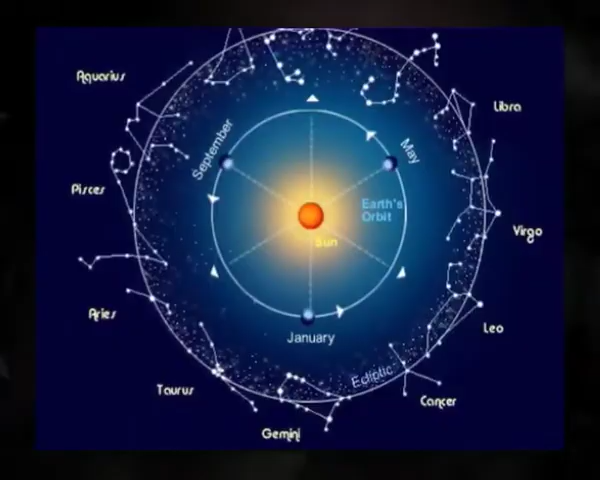 Aquarius
Libra
September
May
Pisces
Earth's
Orbit
Virgo
Sun
Aries
Leo
January
Ecliptic
Taurus
Cancer
Gemini